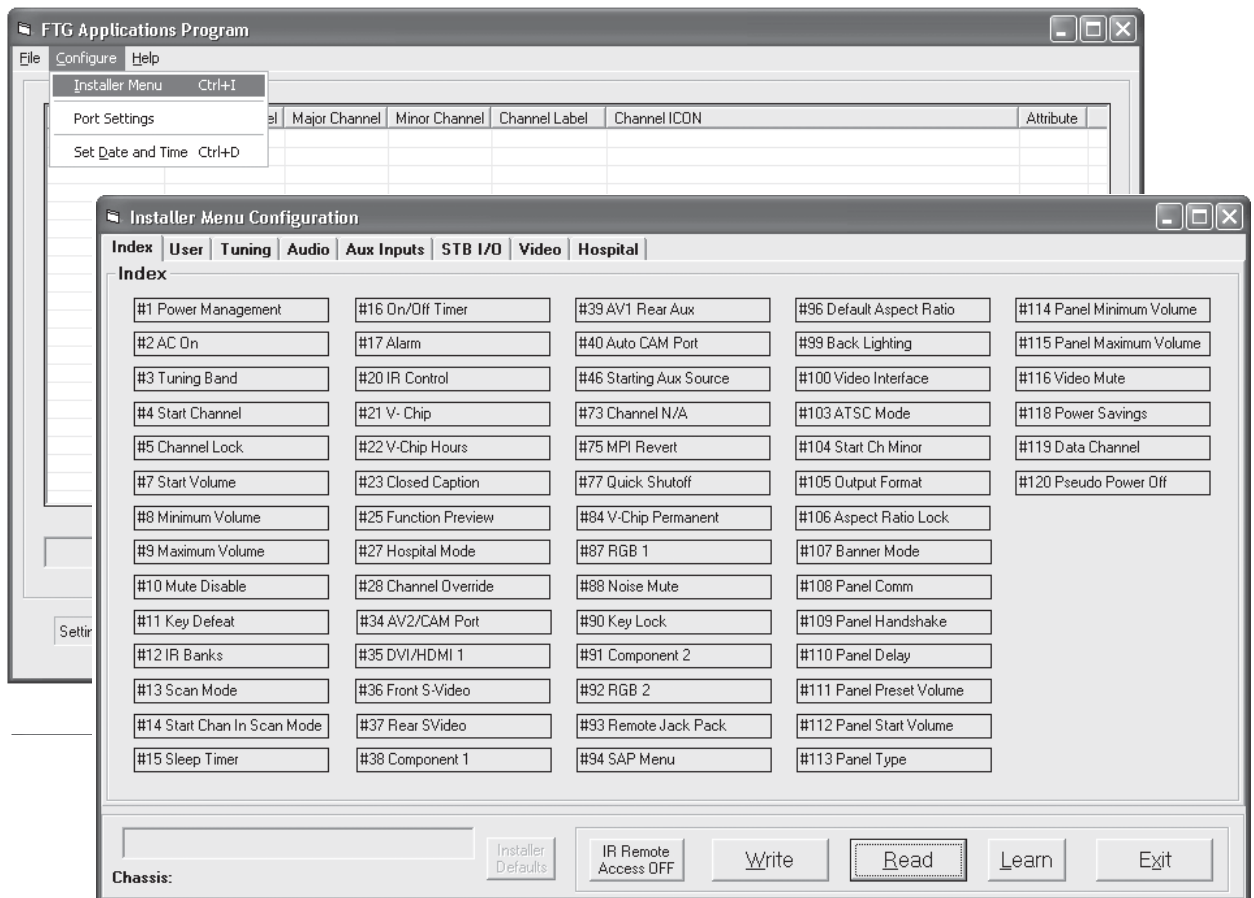 FTG Applications Program
File Configure Help
Installer Menu Ctrl+I
Port Settings
Set Date and Time Ctrl+D
Major Channel Minor Channel Channel Label Channel ICON Attribute
Installer Menu Configuration
Index User Tuning Audio Aux Inputs STB I/O Video Hospital
Index
#1 Power Management #16 On/Off Timer #39 AV1 Rear Aux #96 Default Aspect Ratio #114 Panel Minimum Volume
#2 AC On #17 Alarm #40 Auto CAM Port #99 Back Lighting #115 Panel Maximum Volume
#3 Tuning Band #20 IR Control #46 Starting Aux Source #100 Video Interface #116 Video Mute
#4 Start Channel #21 V- Chip #73 Channel N/A #103 ATSC Mode #118 Power Savings
#5 Channel Lock #22 V-Chip Hours #75 MPI Revert #104 Start Ch Minor #119 Data Channel
#7 Start Volume #23 Closed Caption #77 Quick Shutoff #105 Output Format #120 Pseudo Power Off
#8 Minimum Volume #25 Function Preview #84 V-Chip Permanent #106 Aspect Ratio Lock
#9 Maximum Volume #27 Hospital Mode #87 RGB 1 #107 Banner Mode
#10 Mute Disable #28 Channel Override #88 Noise Mute #108 Panel Comm
#11 Key Defeat #34 AV2/CAM Port #90 Key Lock #109 Panel Handshake
#12 IR Banks #35 DVI/HDMI 1 #91 Component 2 #110 Panel Delay
#13 Scan Mode #36 Front S-Video #92 RGB 2 #111 Panel Preset Volume
#14 Start Chan In Scan Mode #37 Rear SVideo #93 Remote Jack Pack #112 Panel Start Volume
#15 Sleep Timer #38 Component 1 #94 SAP Menu #113 Panel Type
Installer Defaults IR Remote Access OFF Write Read Learn Exit
Chassis: